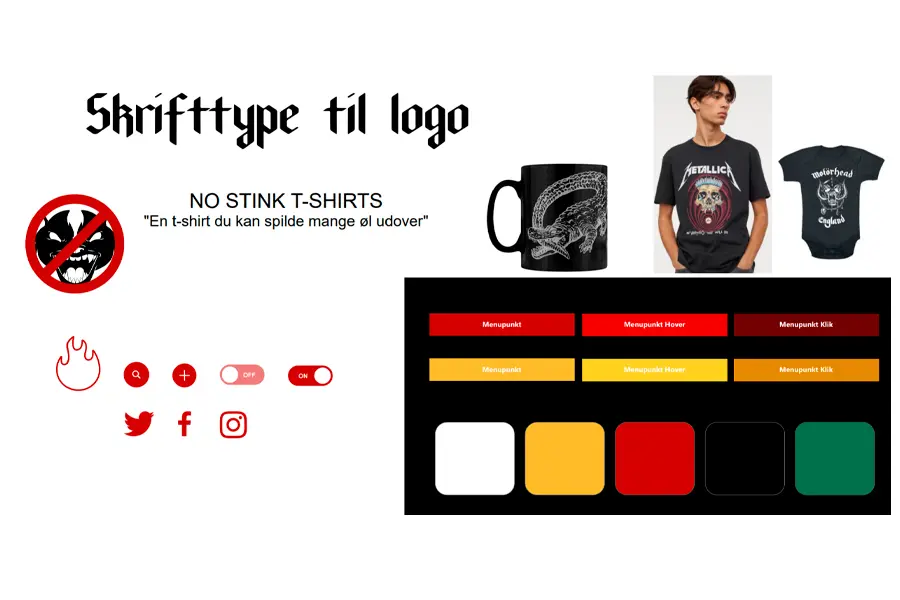 Skrifttype til logo
NO STINK T-SHIRTS
"En t-shirt du kan spilde mange øl udover"
METALLICA
Motörhead
England
OFF
ON
Menupunkt
Menupunkt Hover
Menupunkt Klik
Menupunkt
Menupunkt Hover
Menupunkt Klik